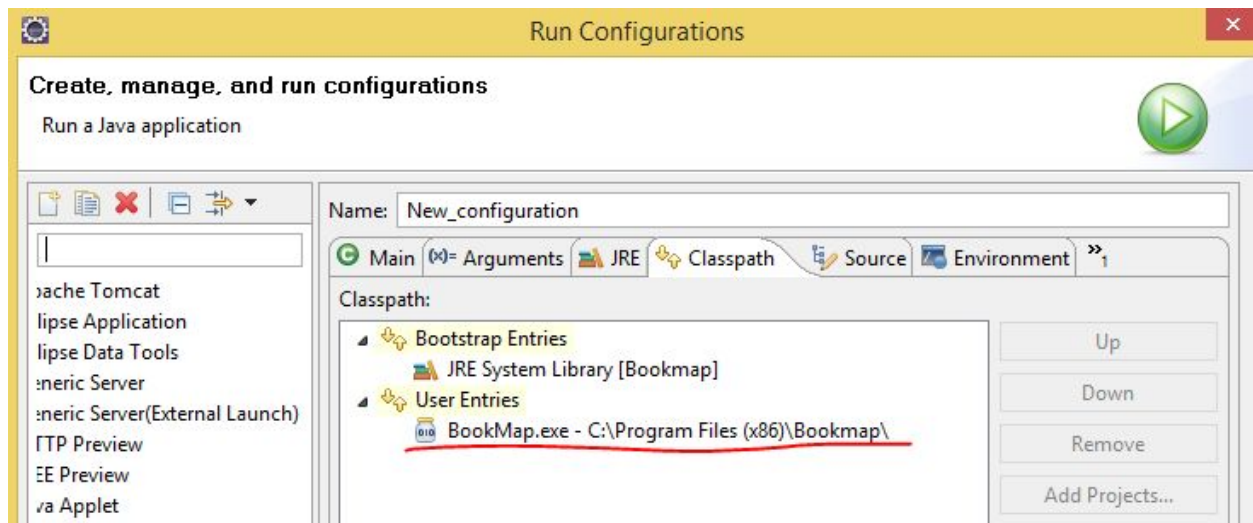 Run Configurations
Create, manage, and run configurations
Run a Java application
Name: New_configuration
Main (x)= Arguments JRE Classpath Source Environment »1
pache Tomcat
lipse Application
lipse Data Tools
eneric Server
eneric Server(External Launch)
TTP Preview
EE Preview
va Applet
Classpath:
Bootstrap Entries
JRE System Library [Bookmap]
User Entries
010 BookMap.exe - C:\Program Files (x86)\Bookmap\
Up
Down
Remove
Add Projects...